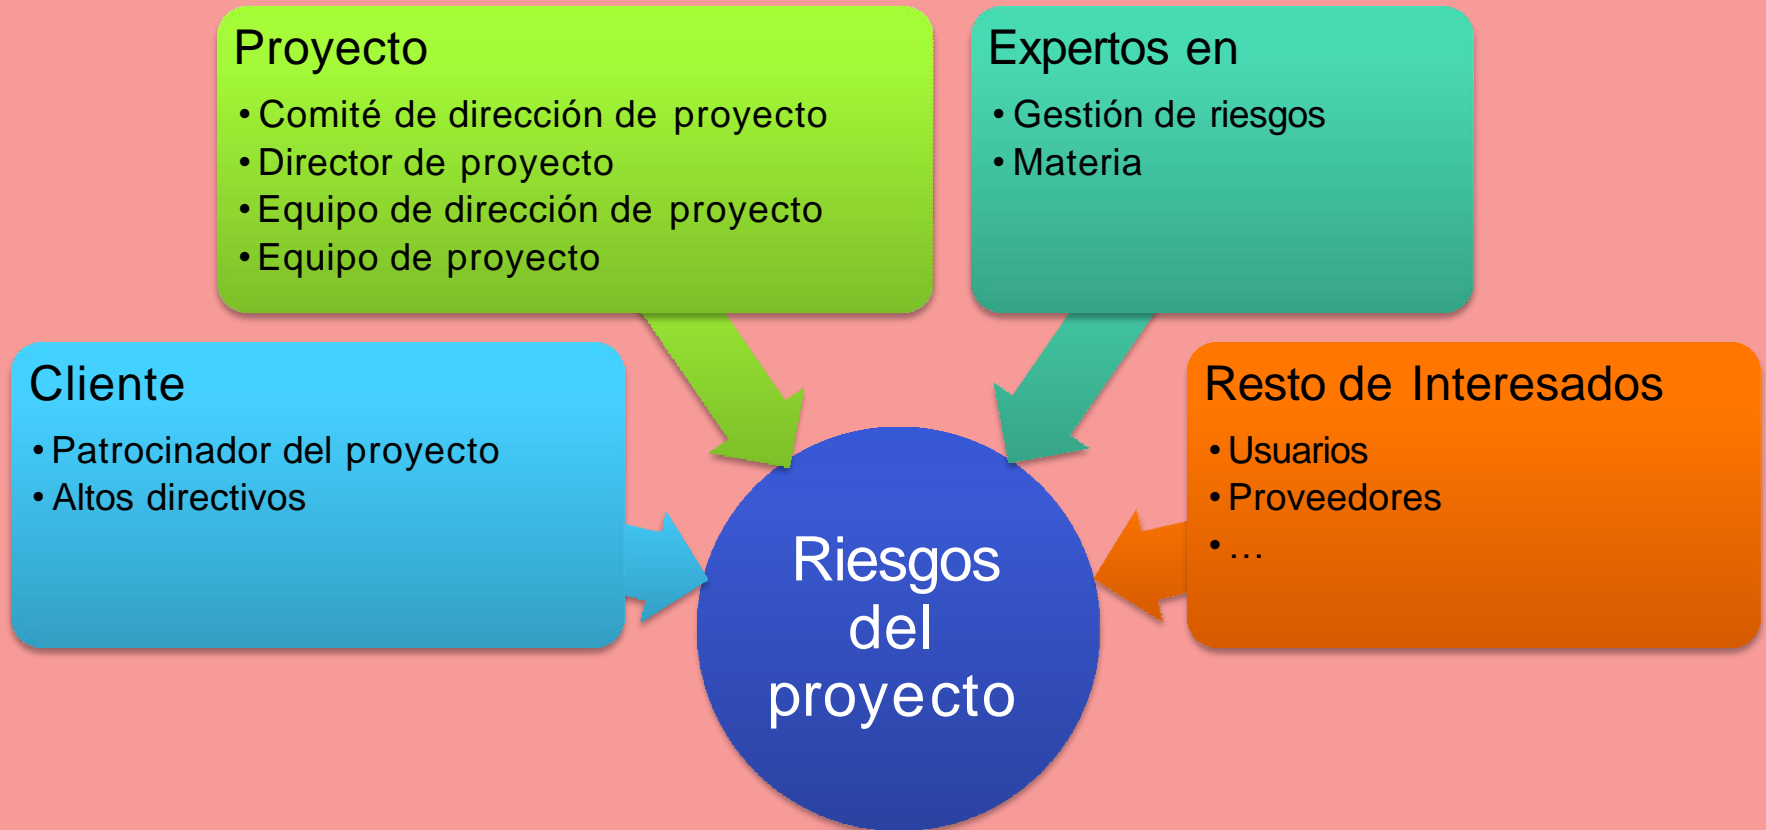 Proyecto
• Comité de dirección de proyecto
• Director de proyecto
• Equipo de dirección de proyecto
• Equipo de proyecto
Expertos en
• Gestión de riesgos
• Materia
Cliente
• Patrocinador del proyecto
• Altos directivos
Resto de Interesados
• Usuarios
• Proveedores
• …
Riesgos
del
proyecto